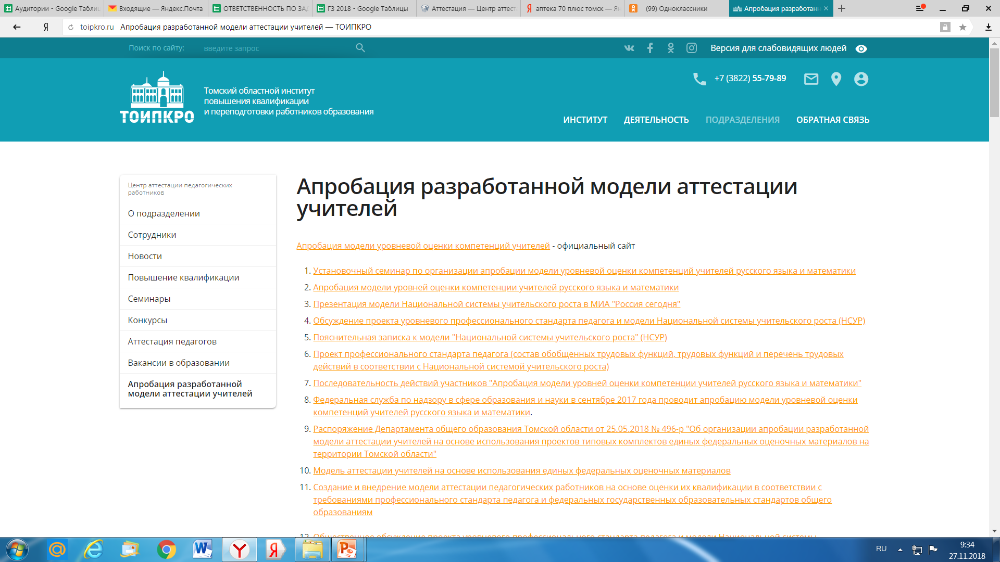 Аудитории - Google Таблиц
Входящие — Яндекс.Почта
ОТВЕТСТВЕННОСТЬ ПО ЗАД
ГЗ 2018 - Google Таблицы
Аттестация — Центр аттест
аптека 70 плюс томск — Ян
(99) Одноклассники
Апробация разработанн
toipkro.ru Апробация разработанной модели аттестации учителей — ТОИПКРО
Поиск по сайту: введите запрос
Версия для слабовидящих людей
+7 (3822) 55-79-89
ТОИПКРО
Томский областной институт
повышения квалификации
и переподготовки работников образования
ИНСТИТУТ ДЕЯТЕЛЬНОСТЬ ПОДРАЗДЕЛЕНИЯ ОБРАТНАЯ СВЯЗЬ
Центр аттестации педагогических
работников
О подразделении
Сотрудники
Новости
Повышение квалификации
Семинары
Конкурсы
Аттестация педагогов
Вакансии в образовании
Апробация разработанной
модели аттестации учителей
Апробация разработанной модели аттестации
учителей
Апробация модели уровневой оценки компетенций учителей - официальный сайт
1. Установочный семинар по организации апробации модели уровневой оценки компетенций учителей русского языка и математики
2. Апробация модели уровней оценки компетенции учителей русского языка и математики
3. Презентация модели Национальной системы учительского роста в МИА "Россия сегодня"
4. Обсуждение проекта уровневого профессионального стандарта педагога и модели Национальной системы учительского роста (НСУР)
5. Пояснительная записка к модели "Национальной системы учительского роста" (НСУР)
6. Проект профессионального стандарта педагога (состав обобщенных трудовых функций, трудовых функций и перечень трудовых
действий в соответствии с Национальной системой учительского роста)
7. Последовательность действий участников "Апробация модели уровней оценки компетенции учителей русского языка и математики"
8. Федеральная служба по надзору в сфере образования и науки в сентябре 2017 года проводит апробацию модели уровневой оценки
компетенций учителей русского языка и математики.
9. Распоряжение Департамента общего образования Томской области от 25.05.2018 № 496-р "Об организации апробации разработанной
модели аттестации учителей на основе использования проектов типовых комплектов единых федеральных оценочных материалов на
территории Томской области"
10. Модель аттестации учителей на основе использования единых федеральных оценочных материалов
11. Создание и внедрение модели аттестации педагогических работников на основе оценки их квалификации в соответствии с
требованиями профессионального стандарта педагога и федеральных государственных образовательных стандартов общего
образованиям
12. Общественное обсуждение проекта уровневого профессионального стандарта педагога и модели Национальной системы
RU
9:34
27.11.2018